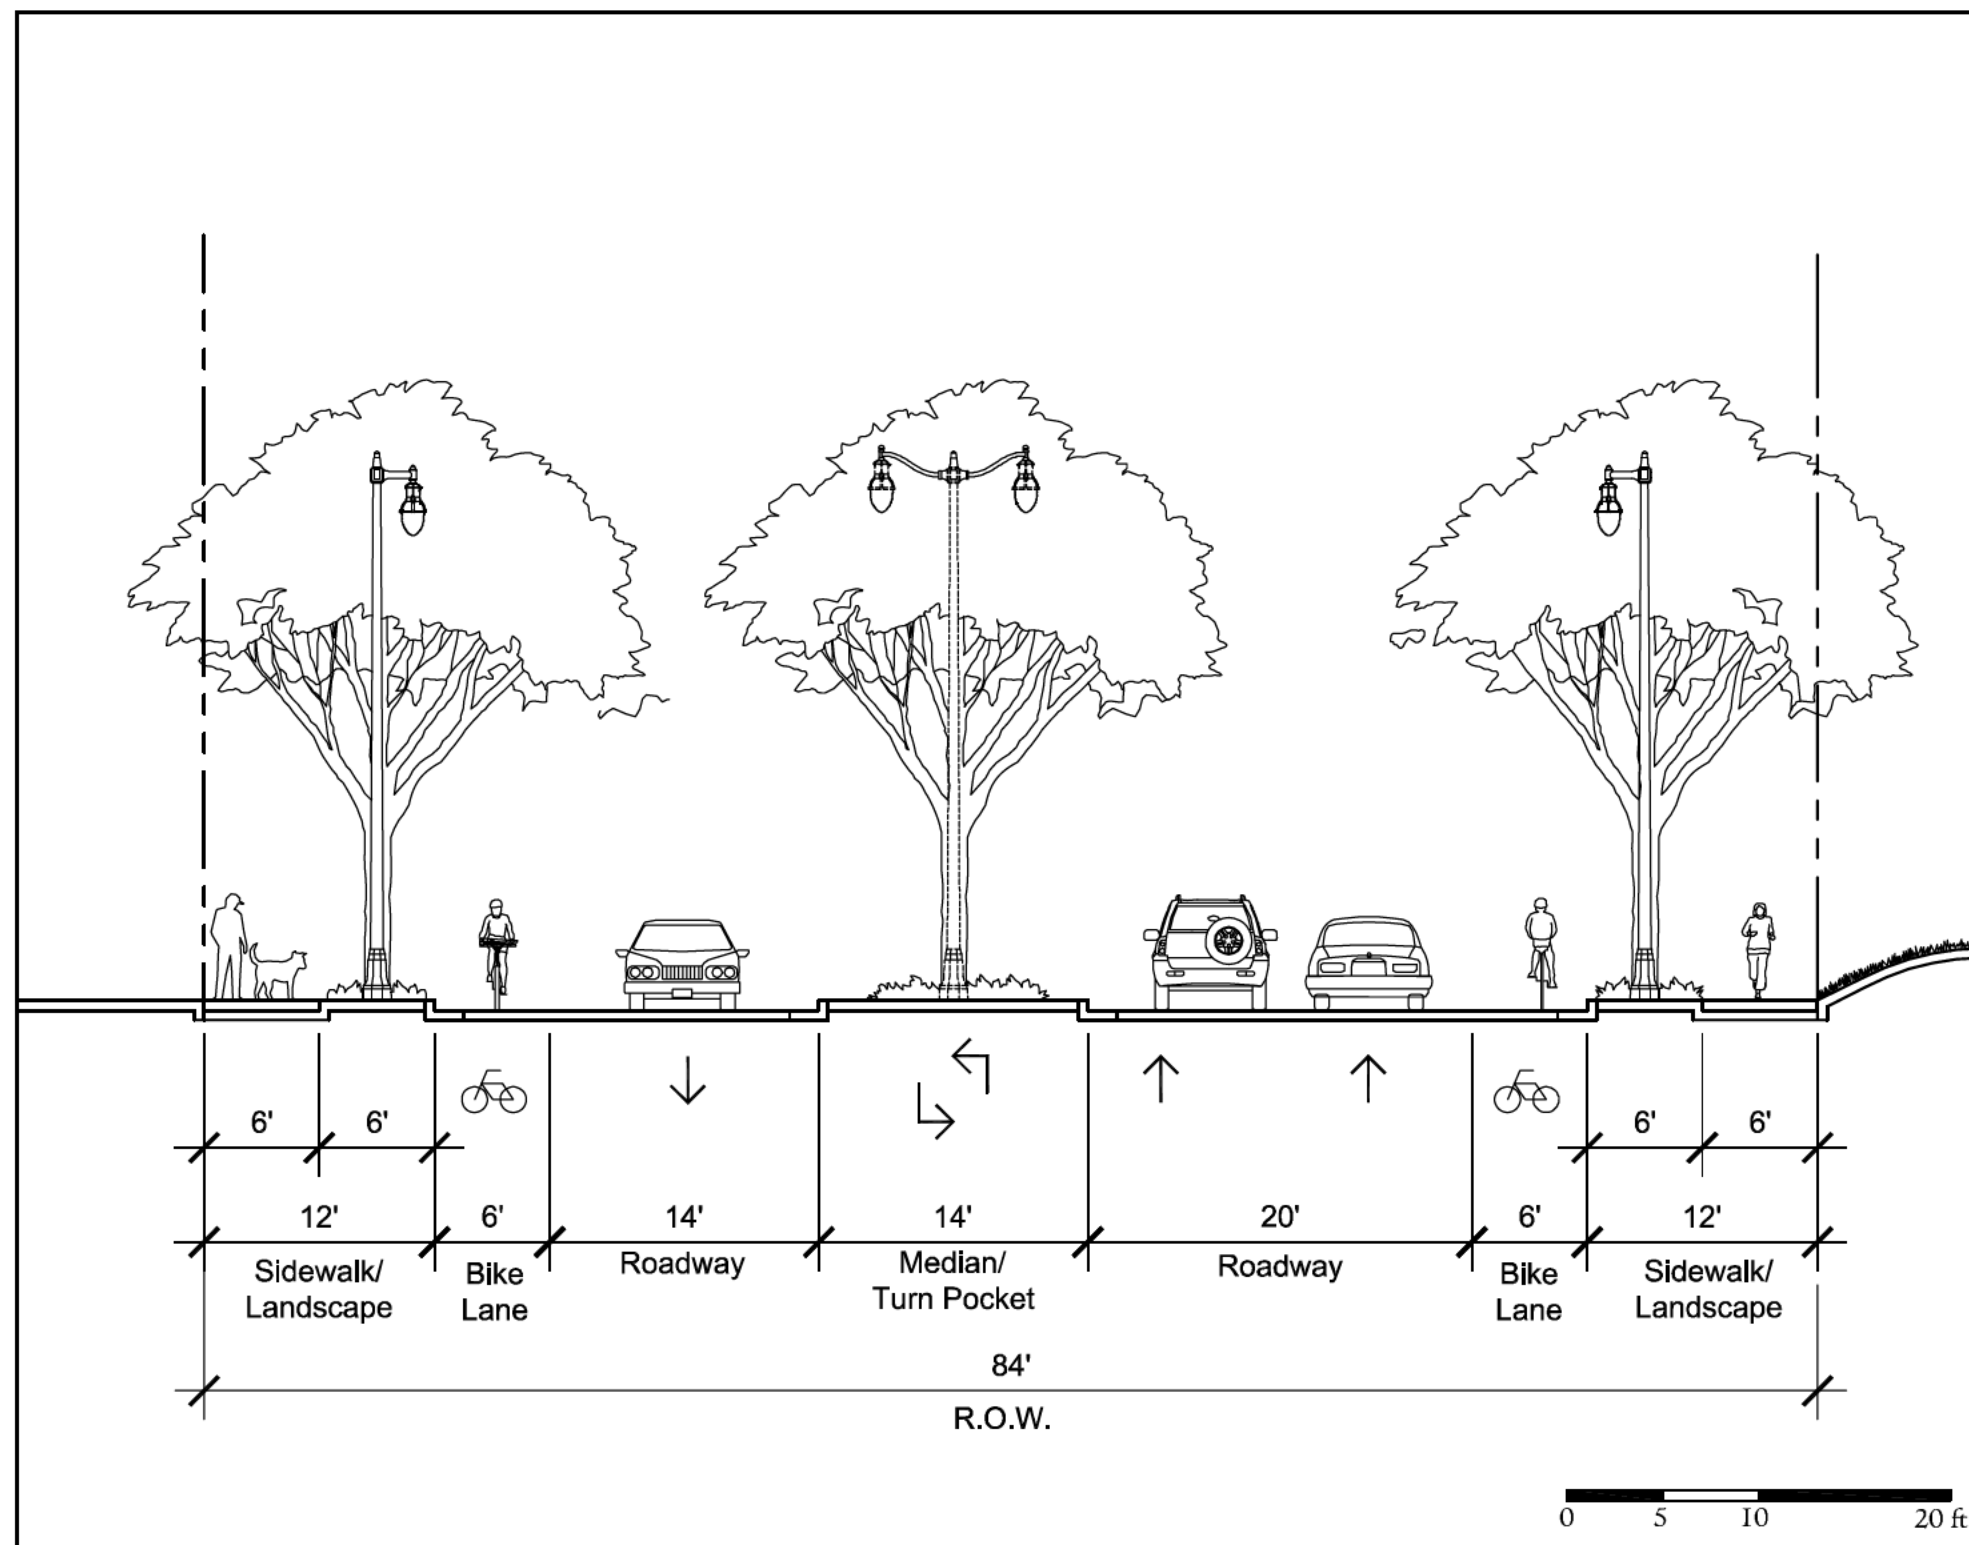 6' 6' 6' 6'
12' 6' 14' 14' 20' 6' 12'
Sidewalk/
Landscape
Bike
Lane
Roadway
Median/
Turn Pocket
Roadway
Bike
Lane
Sidewalk/
Landscape
84'
R.O.W.
0 5 10 20 ft